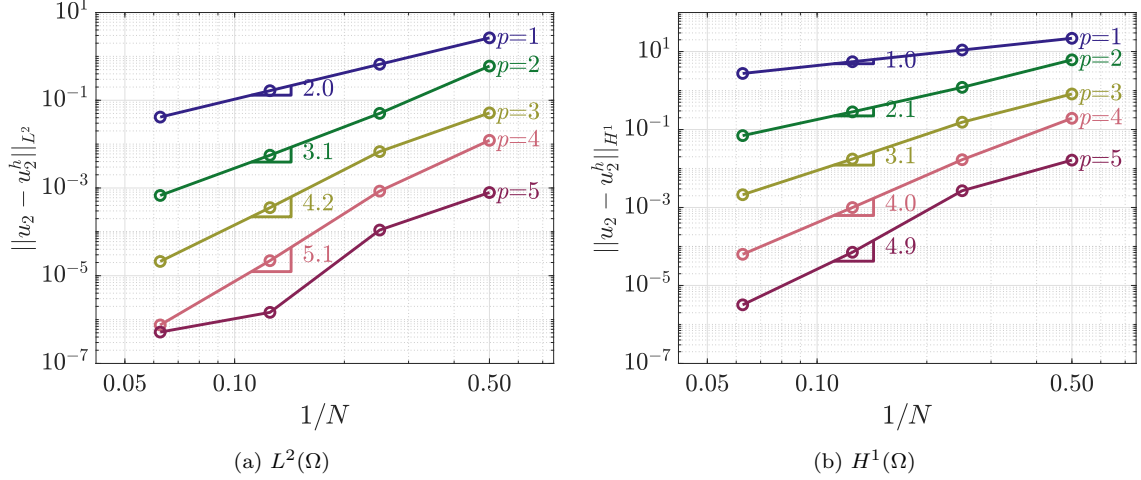 10^1
10^-1
10^-3
10^-5
10^-7
||u_2 − u_2^h||_{L^2}
p=1
p=2
p=3
p=4
p=5
2.0
3.1
4.2
5.1
0.05
0.10
0.50
1/N
(a) L^2(Ω)
10^1
10^-1
10^-3
10^-5
10^-7
||u_2 − u_2^h||_{H^1}
p=1
p=2
p=3
p=4
p=5
1.0
2.1
3.1
4.0
4.9
0.05
0.10
0.50
1/N
(b) H^1(Ω)